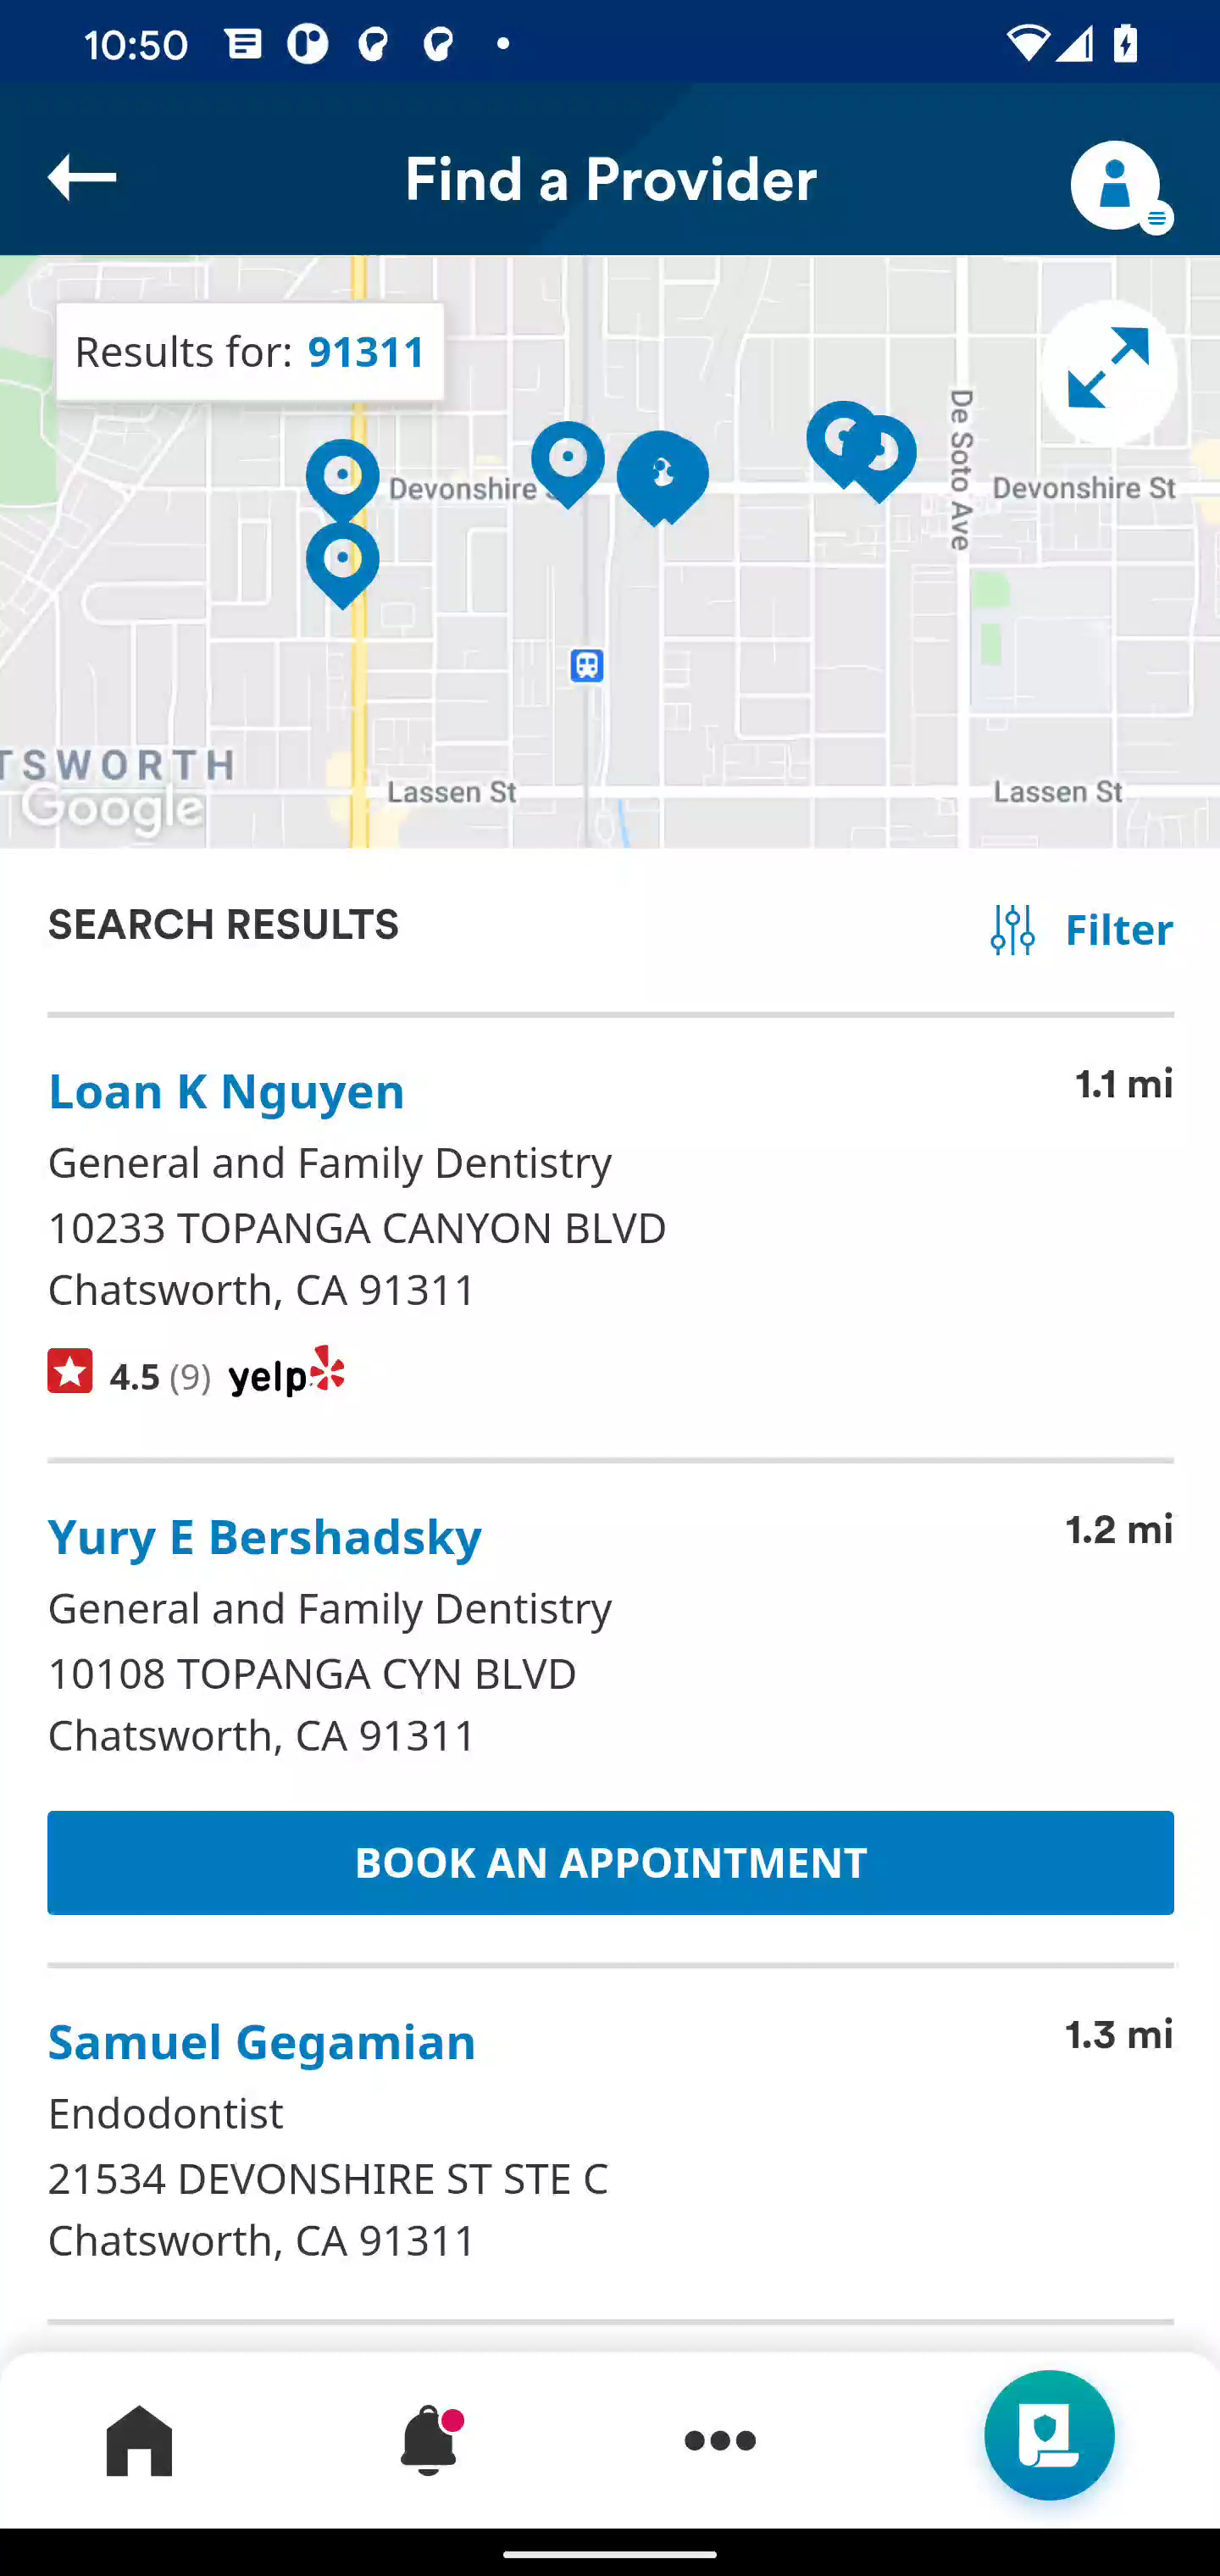 10:50
Find a Provider
Results for: 91311
Devonshire
De Soto Ave
Devonshire St
TSWORTH
Google
Lassen St
Lassen St
SEARCH RESULTS
Filter
Loan K Nguyen
1.1 mi
General and Family Dentistry
10233 TOPANGA CANYON BLVD
Chatsworth, CA 91311
4.5 (9) yelp
Yury E Bershadsky
1.2 mi
General and Family Dentistry
10108 TOPANGA CYN BLVD
Chatsworth, CA 91311
BOOK AN APPOINTMENT
Samuel Gegamian
1.3 mi
Endodontist
21534 DEVONSHIRE ST STE C
Chatsworth, CA 91311